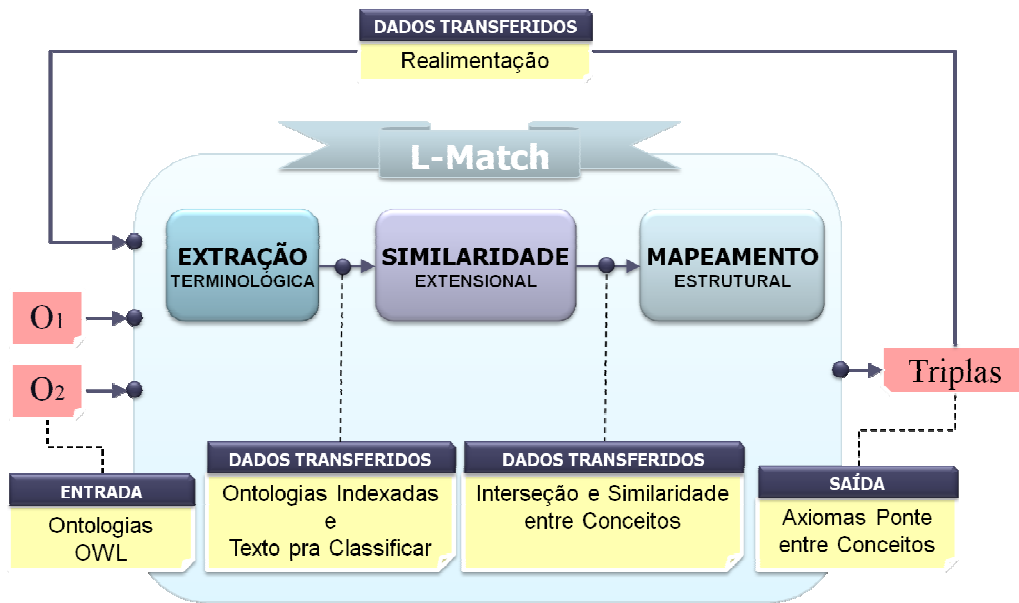 DADOS TRANSFERIDOS
Realimentação
L-Match
EXTRAÇÃO
TERMINOLÓGICA
SIMILARIDADE
EXTENSIONAL
MAPEAMENTO
ESTRUTURAL
O1
O2
Triplas
ENTRADA
Ontologias
OWL
DADOS TRANSFERIDOS
Ontologias Indexadas
e
Texto pra Classificar
DADOS TRANSFERIDOS
Interseção e Similaridade
entre Conceitos
SAÍDA
Axiomas Ponte
entre Conceitos